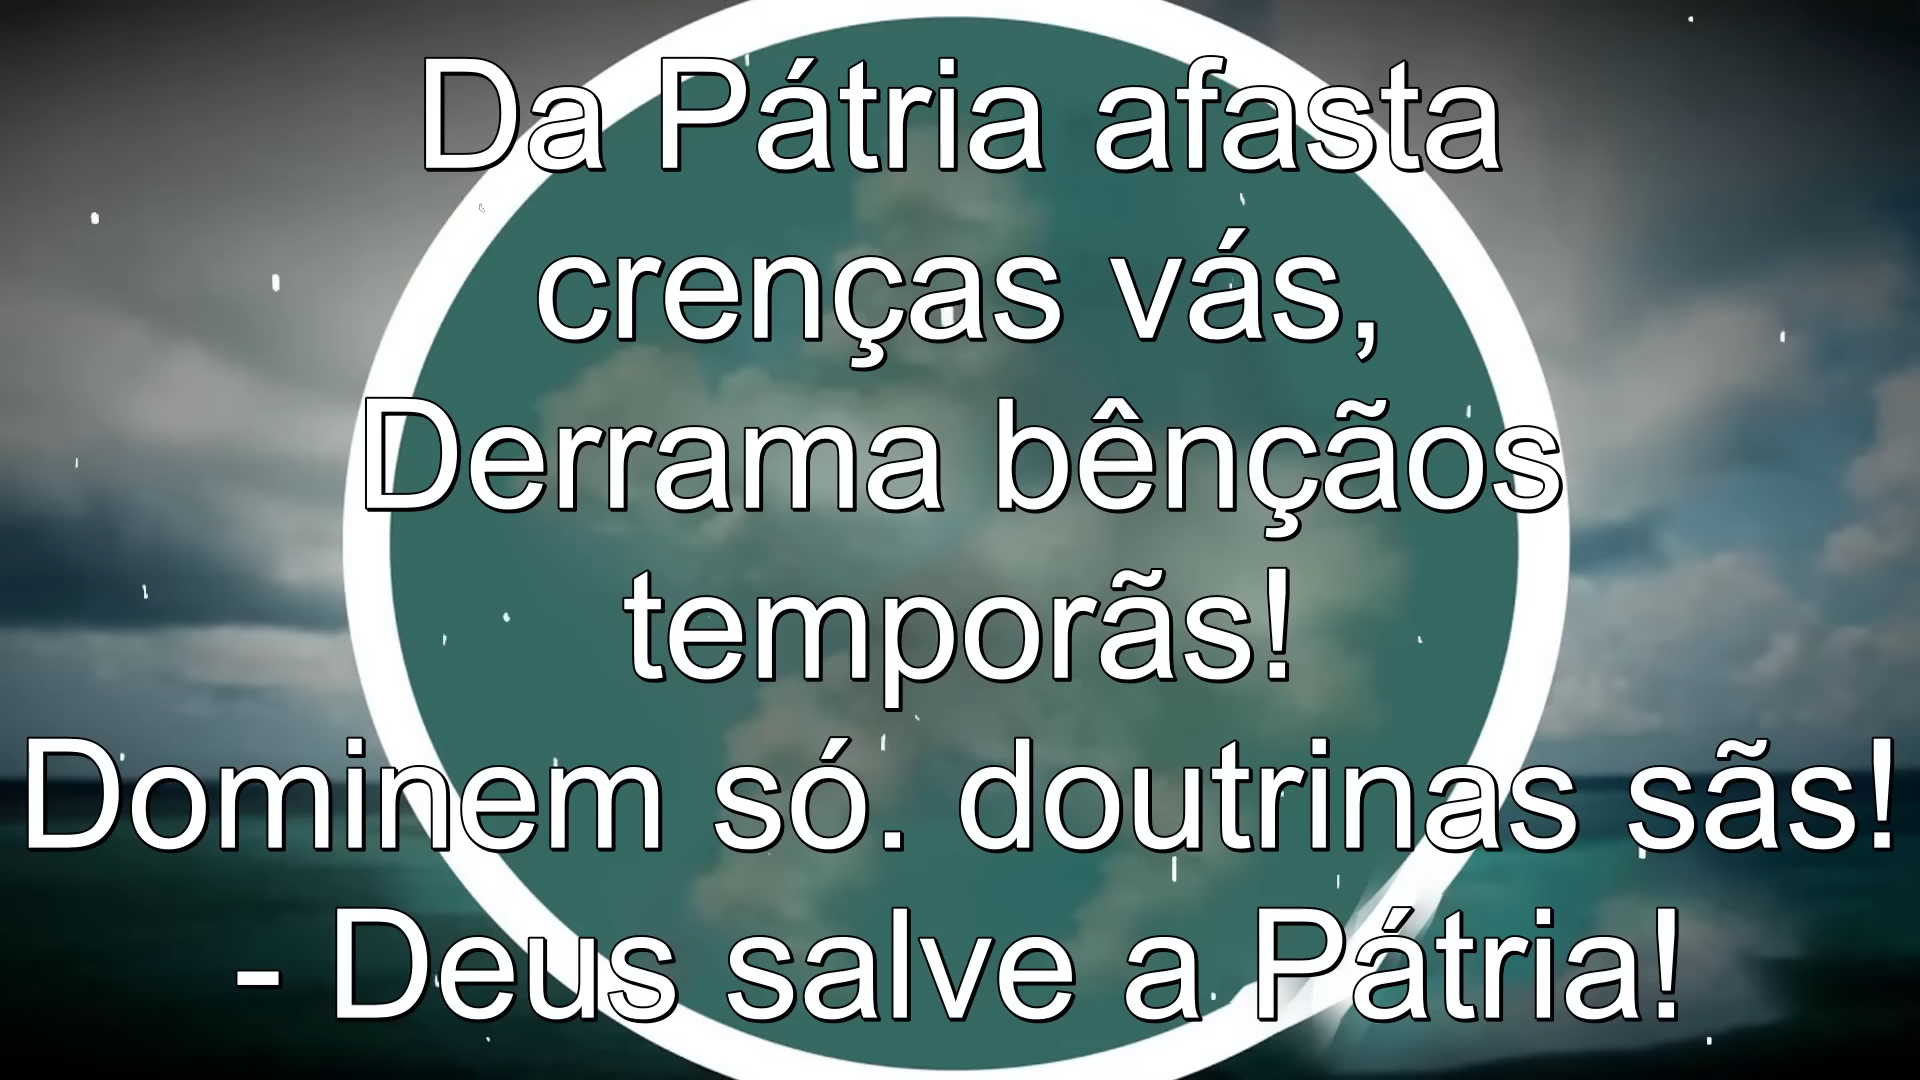 Da Pátria afasta
crenças vás,
Derrama bênçãos
temporãs!
Dominem só. doutrinas sãs!
- Deus salve a Pátria!